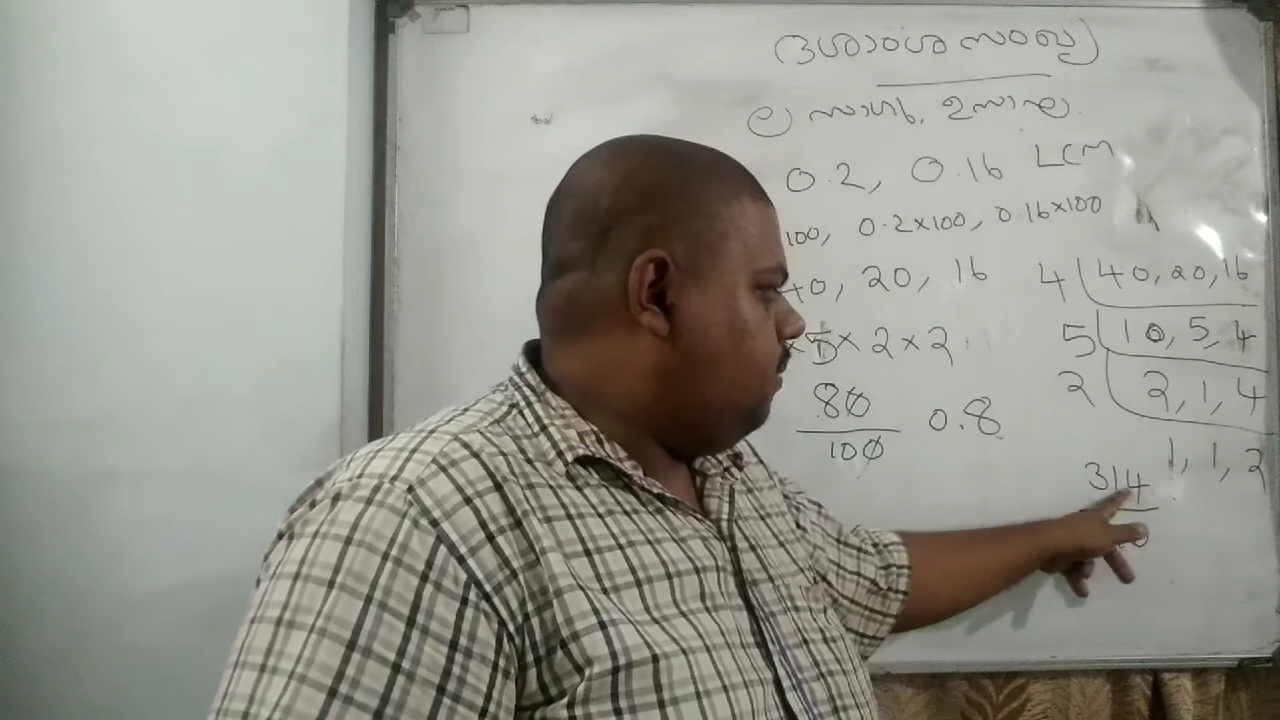 ദശാംശ സംഖ്യ
ല സാഗു, ഉസാഘ.
0.2, 0.16 LCM
100, 0.2×100, 0.16×100
40, 20, 16
×5×2×2
80
100
0.8
4 40, 20, 16
5 10, 5, 4
2 2, 1, 4
1, 1, 2
314